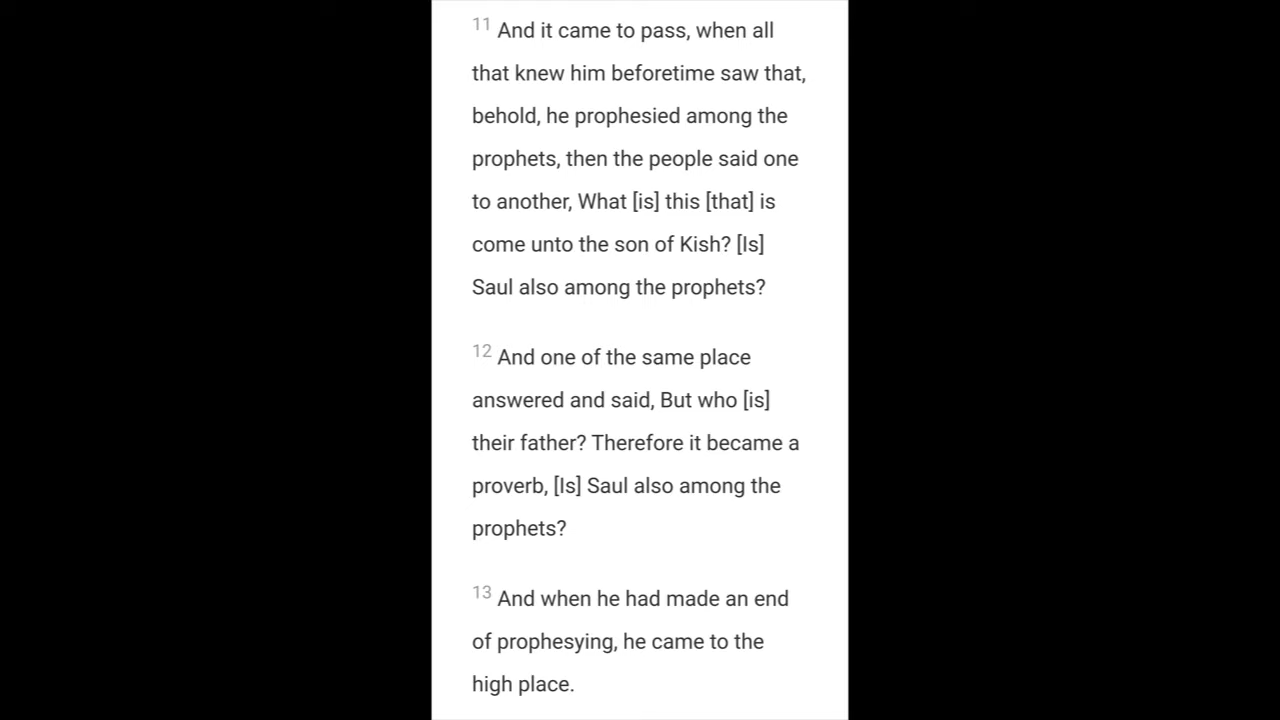 11 And it came to pass, when all
that knew him beforetime saw that,
behold, he prophesied among the
prophets, then the people said one
to another, What [is] this [that] is
come unto the son of Kish? [Is]
Saul also among the prophets?
12 And one of the same place
answered and said, But who [is]
their father? Therefore it became a
proverb, [Is] Saul also among the
prophets?
13 And when he had made an end
of prophesying, he came to the
high place.